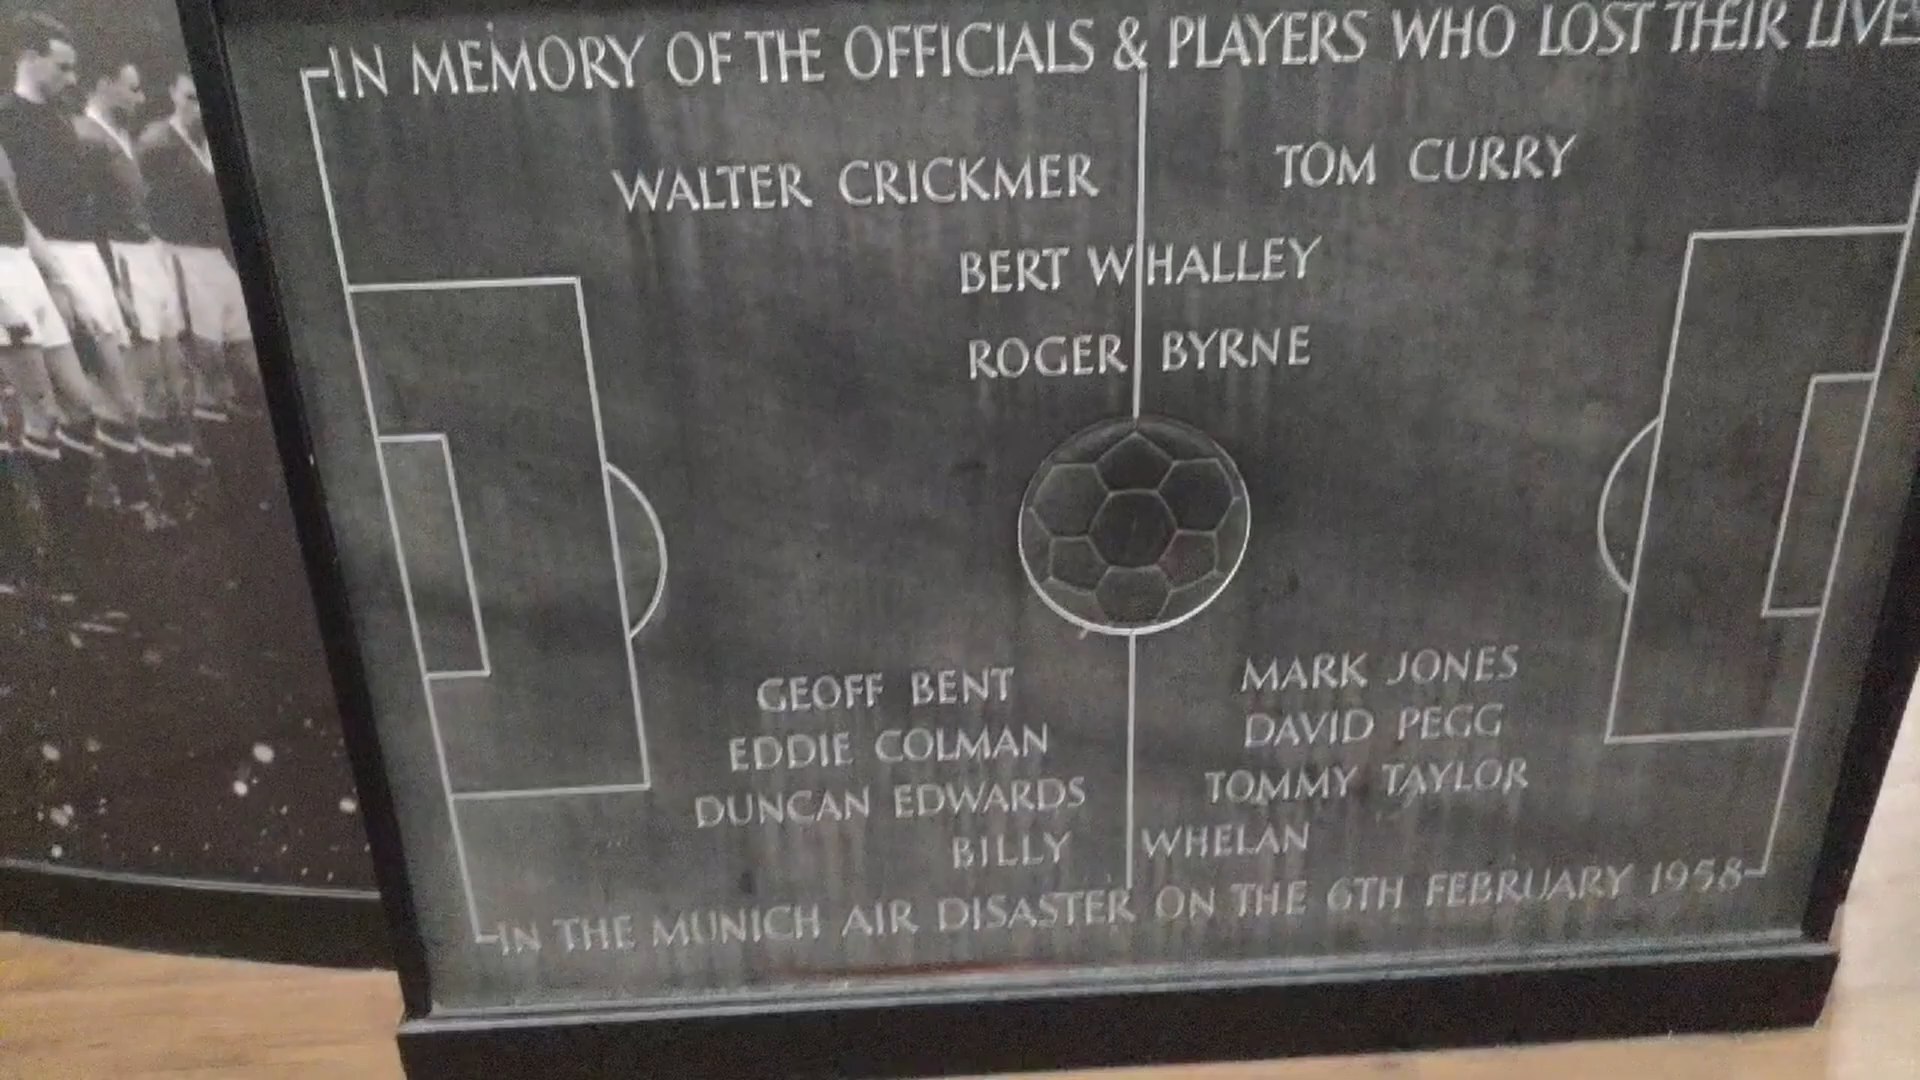 IN MEMORY OF THE OFFICIALS & PLAYERS WHO LOST THEIR LIVES
WALTER CRICKMER TOM CURRY
BERT WHALLEY
ROGER BYRNE
GEOFF BENT MARK JONES
EDDIE COLMAN DAVID PEGG
DUNCAN EDWARDS TOMMY TAYLOR
BILLY WHELAN
IN THE MUNICH AIR DISASTER ON THE 6TH FEBRUARY 1958